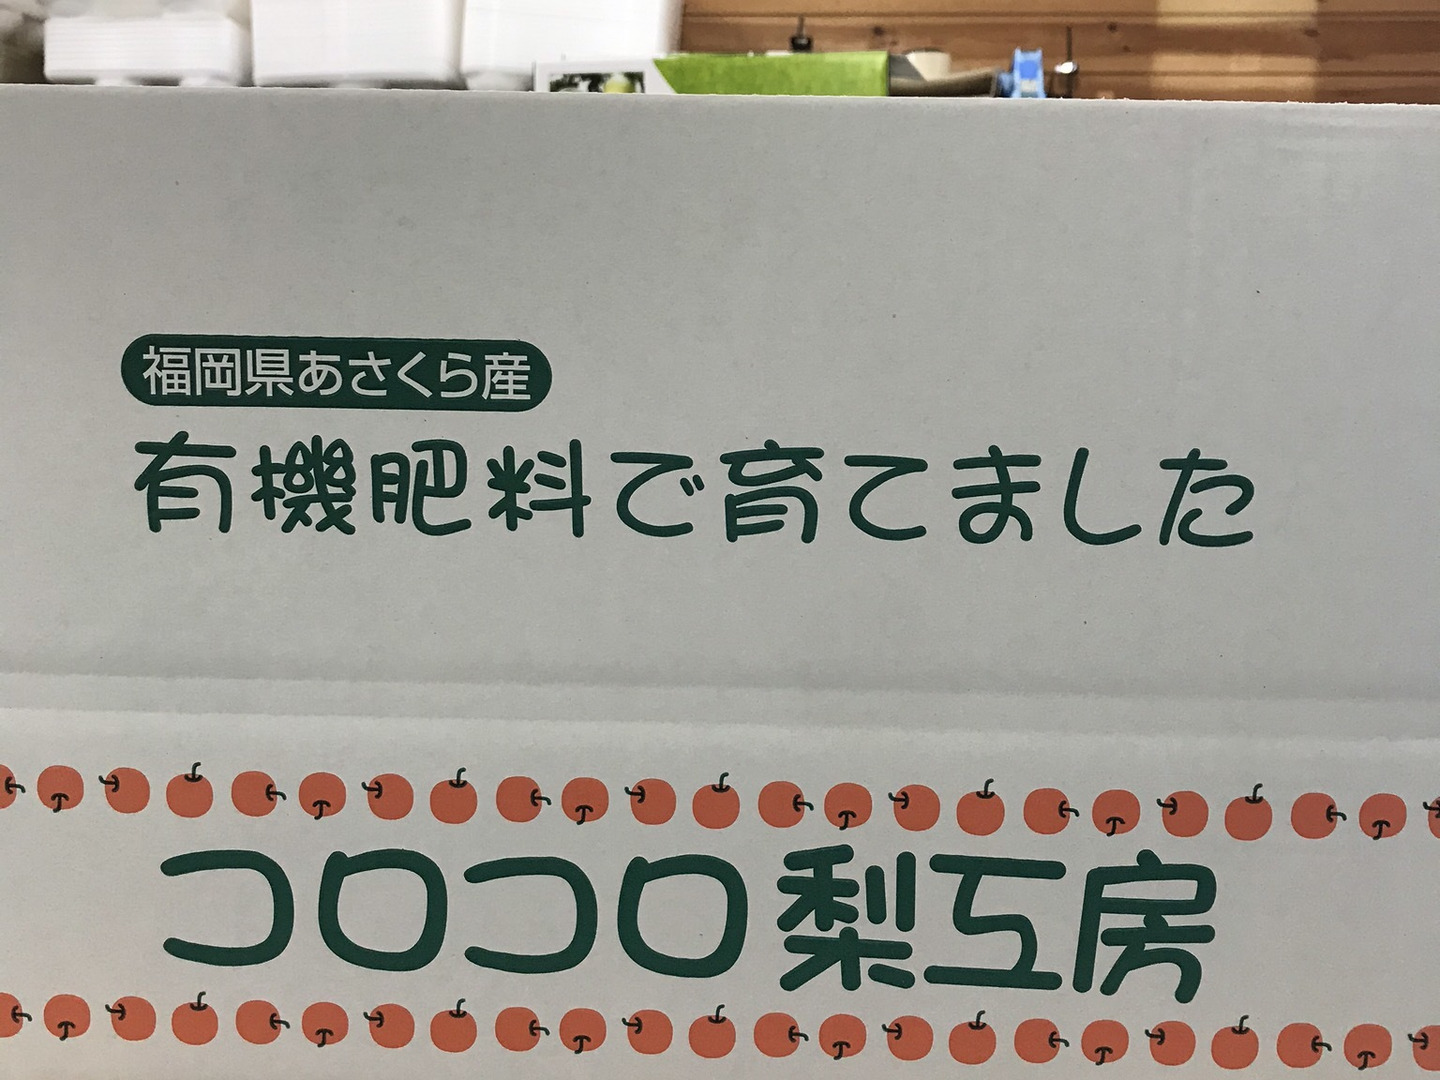 福岡県あさくら産
有機肥料で育てました
コロコロ梨工房